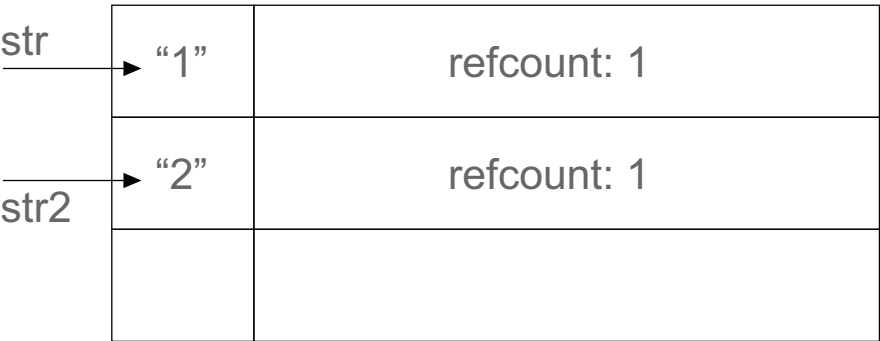 str
“1” refcount: 1
“2” refcount: 1
str2